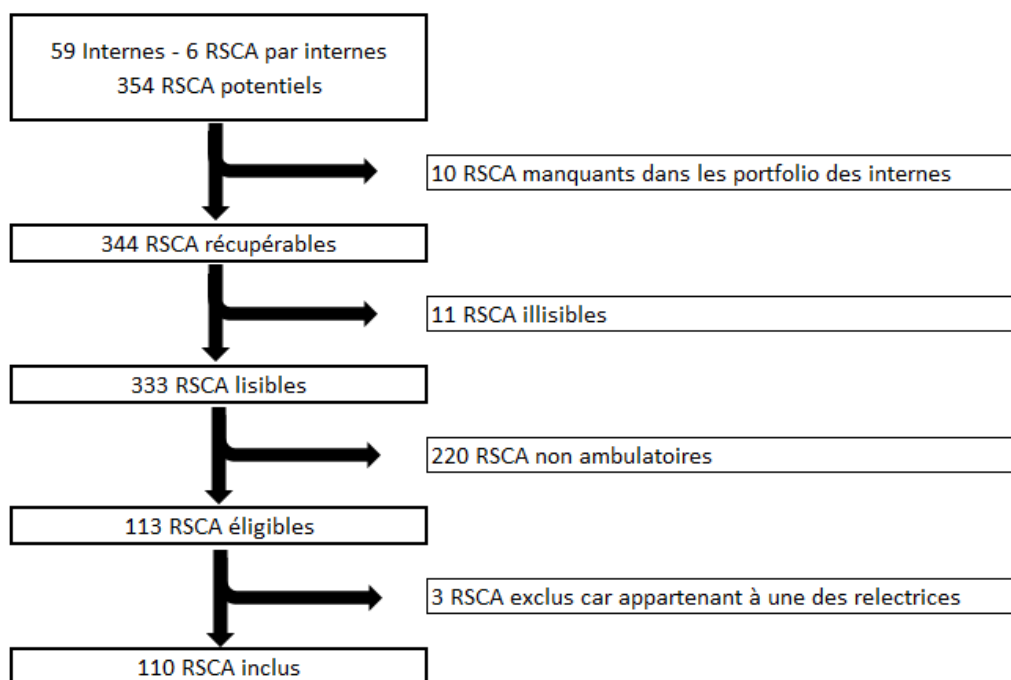 59 Internes - 6 RSCA par internes
354 RSCA potentiels
10 RSCA manquants dans les portfolio des internes
344 RSCA récupérables
11 RSCA illisibles
333 RSCA lisibles
220 RSCA non ambulatoires
113 RSCA éligibles
3 RSCA exclus car appartenant à une des relectrices
110 RSCA inclus